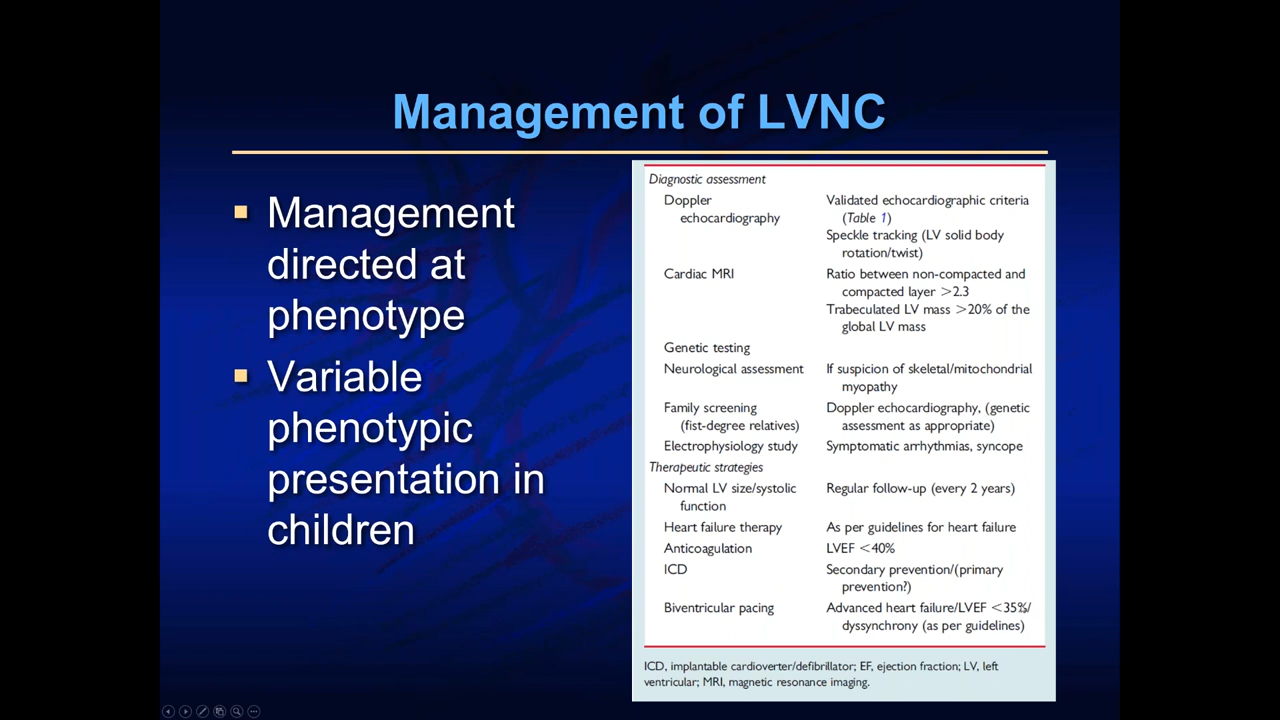 Management of LVNC
▪ Management
directed at
phenotype
▪ Variable
phenotypic
presentation in
children
Diagnostic assessment
Doppler echocardiography Validated echocardiographic criteria
(Table 1)
Speckle tracking (LV solid body
rotation/twist)
Cardiac MRI Ratio between non-compacted and
compacted layer >2.3
Trabeculated LV mass >20% of the
global LV mass
Genetic testing
Neurological assessment If suspicion of skeletal/mitochondrial
myopathy
Family screening Doppler echocardiography, (genetic
(fist-degree relatives) assessment as appropriate)
Electrophysiology study Symptomatic arrhythmias, syncope
Therapeutic strategies
Normal LV size/systolic Regular follow-up (every 2 years)
function
Heart failure therapy As per guidelines for heart failure
Anticoagulation LVEF <40%
ICD Secondary prevention/(primary
prevention?)
Biventricular pacing Advanced heart failure/LVEF <35%/
dyssynchrony (as per guidelines)
ICD, implantable cardioverter/defibrillator; EF, ejection fraction; LV, left
ventricular; MRI, magnetic resonance imaging.